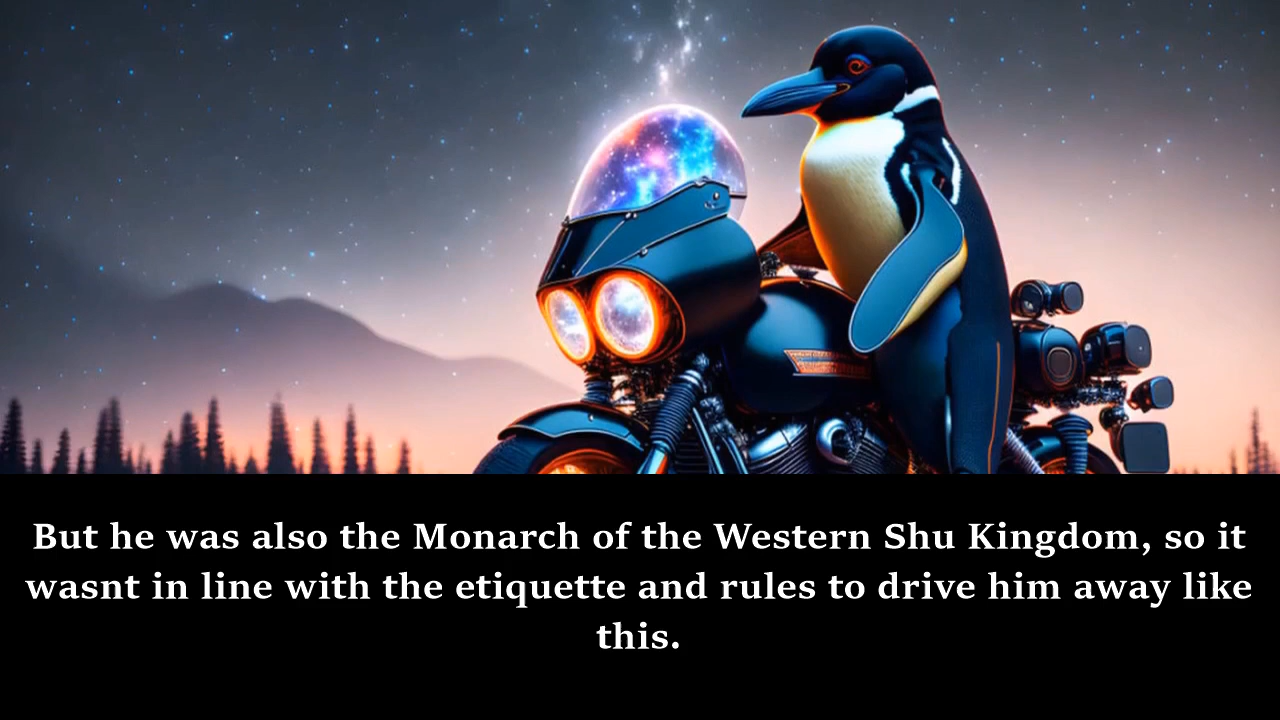 But he was also the Monarch of the Western Shu Kingdom, so it
wasnt in line with the etiquette and rules to drive him away like
this.